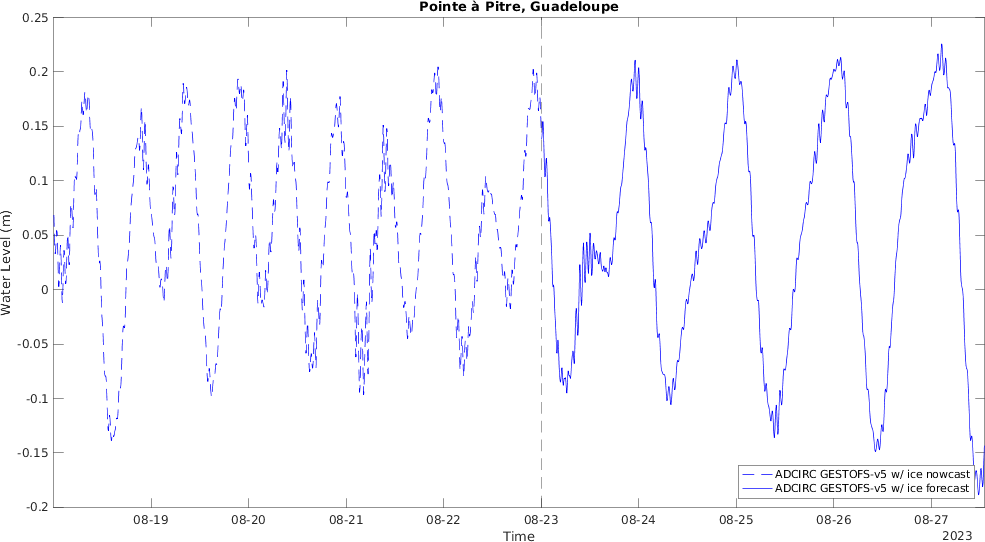 Pointe à Pitre, Guadeloupe
0.25
0.2
0.15
0.1
0.05
0
-0.05
-0.1
-0.15
-0.2
Water Level (m)
ADCIRC GESTOFS-v5 w/ ice nowcast
ADCIRC GESTOFS-v5 w/ ice forecast
08-19 08-20 08-21 08-22 08-23 08-24 08-25 08-26 08-27
Time
2023